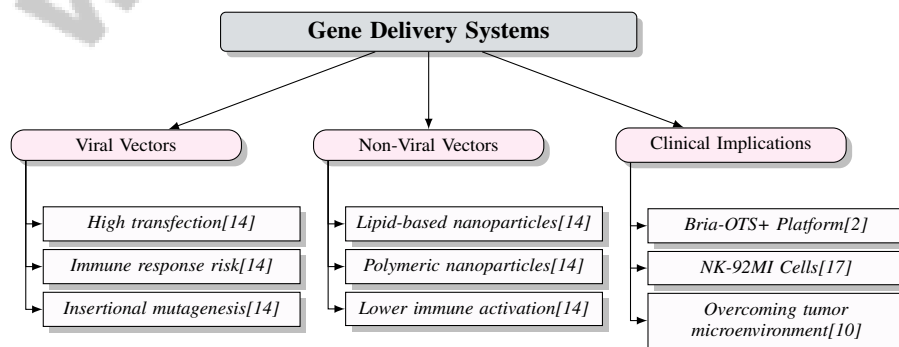 Gene Delivery Systems
Viral Vectors
High transfection[14]
Immune response risk[14]
Insertional mutagenesis[14]
Non-Viral Vectors
Lipid-based nanoparticles[14]
Polymeric nanoparticles[14]
Lower immune activation[14]
Clinical Implications
Bria-OTS+ Platform[2]
NK-92MI Cells[17]
Overcoming tumor
microenvironment[10]